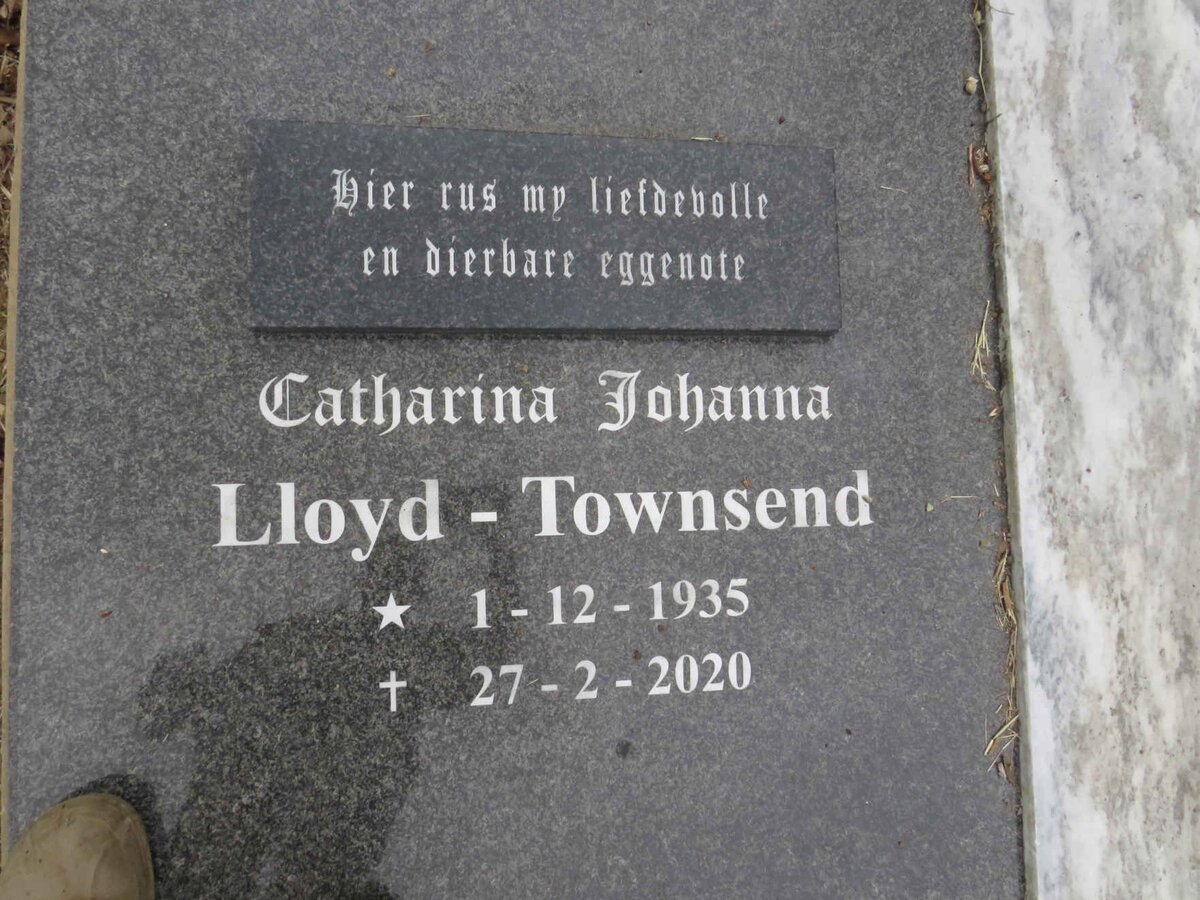 Hier rus my liefdevolle
en dierbare eggenote
Catharina Johanna
Lloyd - Townsend
★ 1 - 12 - 1935
✝ 27 - 2 - 2020